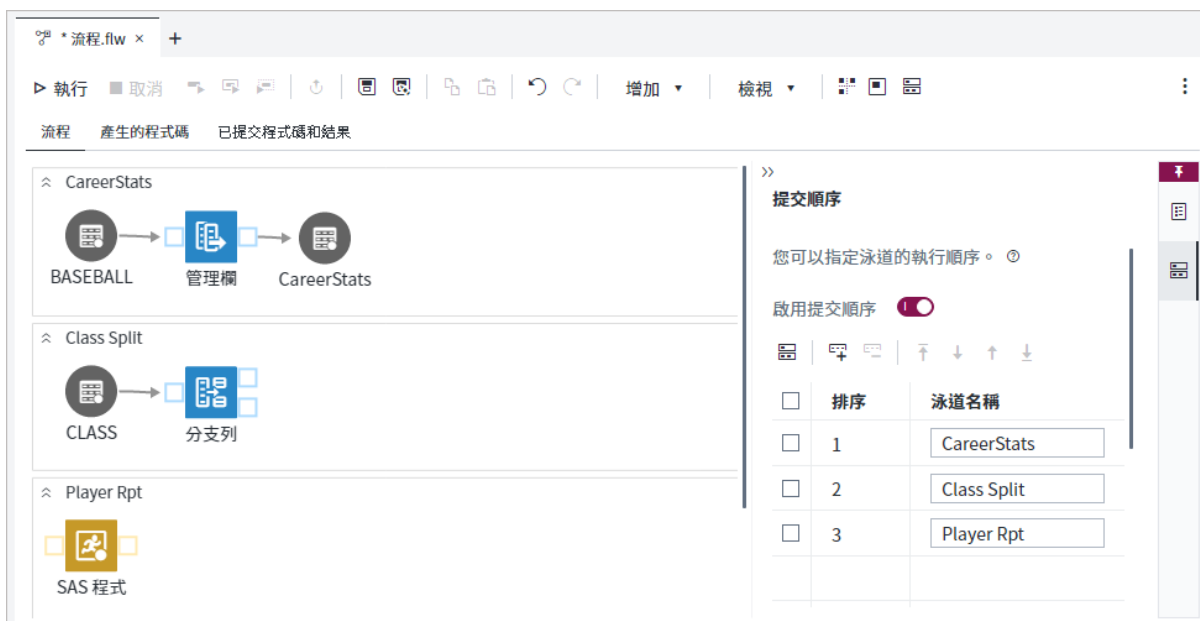 * 流程.flw × +
執行 取消 增加 檢視
流程 產生的程式碼 已提交程式碼和結果
CareerStats
BASEBALL 管理欄 CareerStats
Class Split
CLASS 分支列
Player Rpt
SAS 程式
提交順序
您可以指定泳道的執行順序。
啟用提交順序
排序 泳道名稱
1 CareerStats
2 Class Split
3 Player Rpt